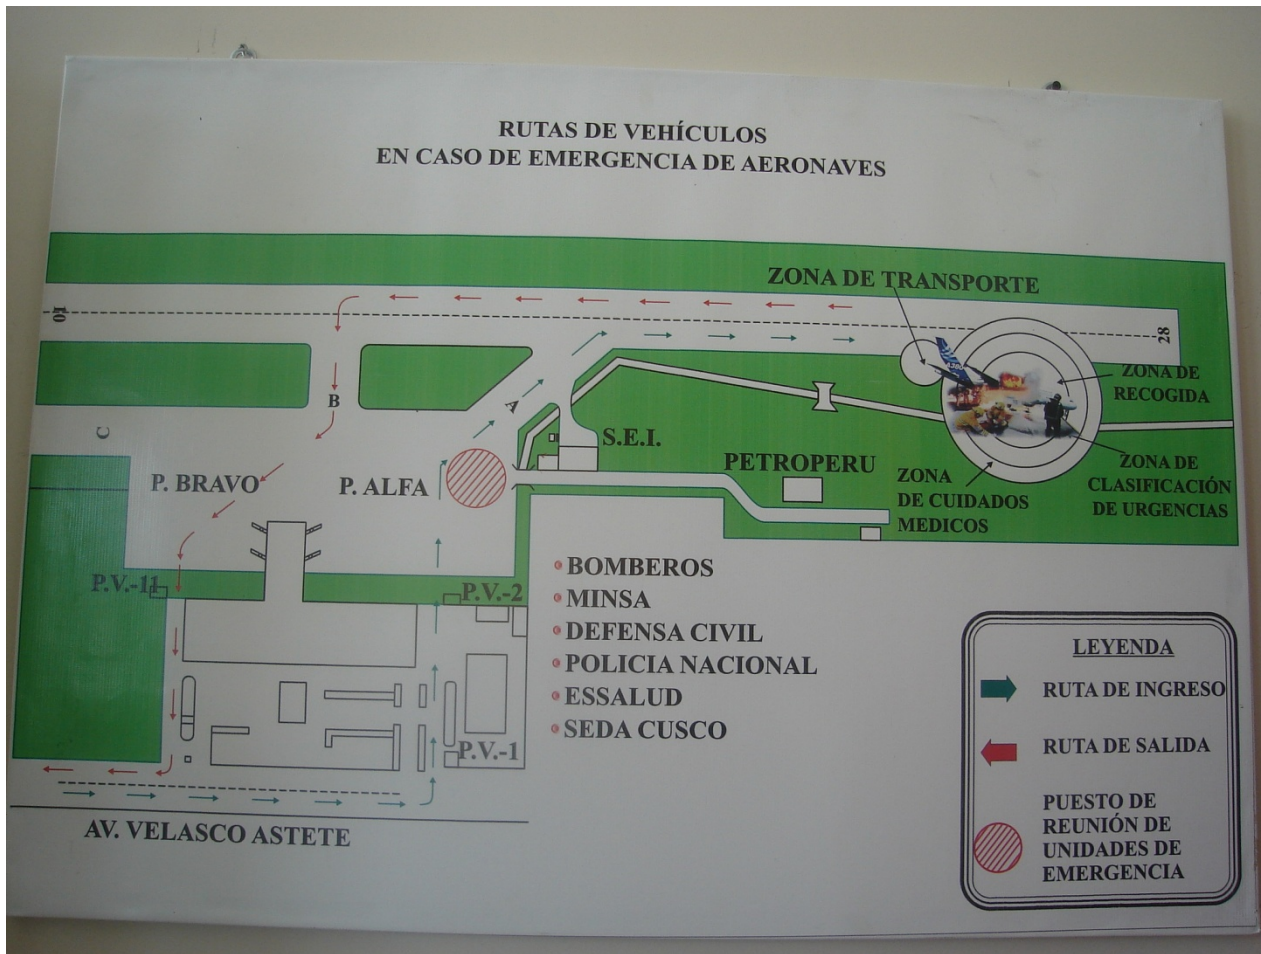 RUTAS DE VEHÍCULOS
EN CASO DE EMERGENCIA DE AERONAVES
ZONA DE TRANSPORTE
10
28
ZONA DE
RECOGIDA
B
A
C
S.E.I.
PETROPERU
ZONA
DE CUIDADOS
MEDICOS
ZONA DE
CLASIFICACIÓN
DE URGENCIAS
P. BRAVO
P. ALFA
P.V.-11
P.V.-2
BOMBEROS
MINSA
DEFENSA CIVIL
POLICIA NACIONAL
ESSALUD
SEDA CUSCO
P.V.-1
AV. VELASCO ASTETE
LEYENDA
RUTA DE INGRESO
RUTA DE SALIDA
PUESTO DE
REUNIÓN DE
UNIDADES DE
EMERGENCIA